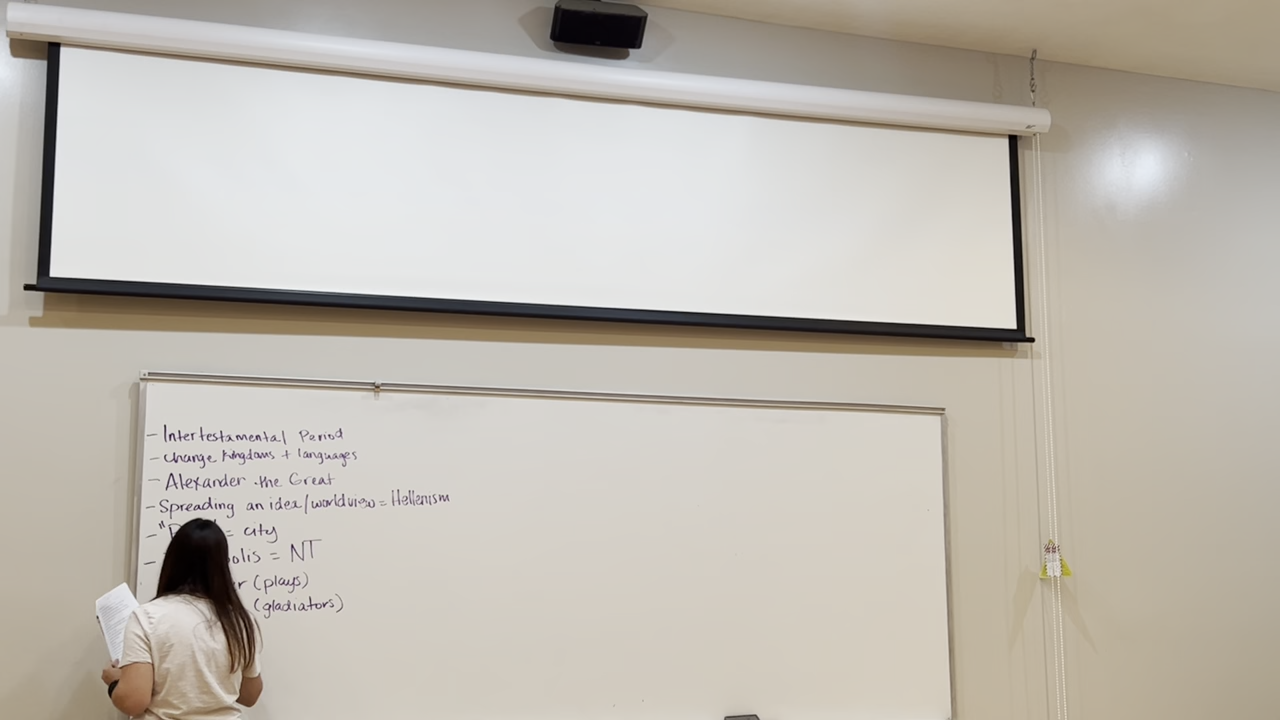 - Intertestamental Period
- Change kingdoms + languages
- Alexander the Great
- Spreading an idea/worldview = Hellenism
- = city
- polis = NT
(plays)
(gladiators)